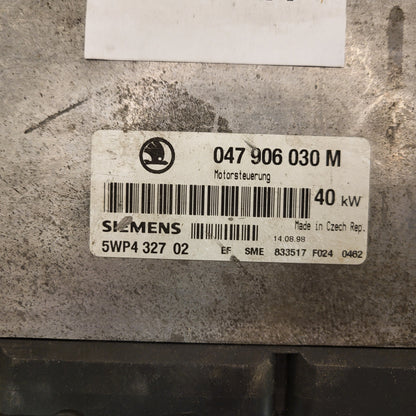 047 906 030 M
Motorsteuerung
40 kW
SIEMENS
Made in Czech Rep.
14.08.98
5WP4 327 02 EF SME 833517 F024 0462